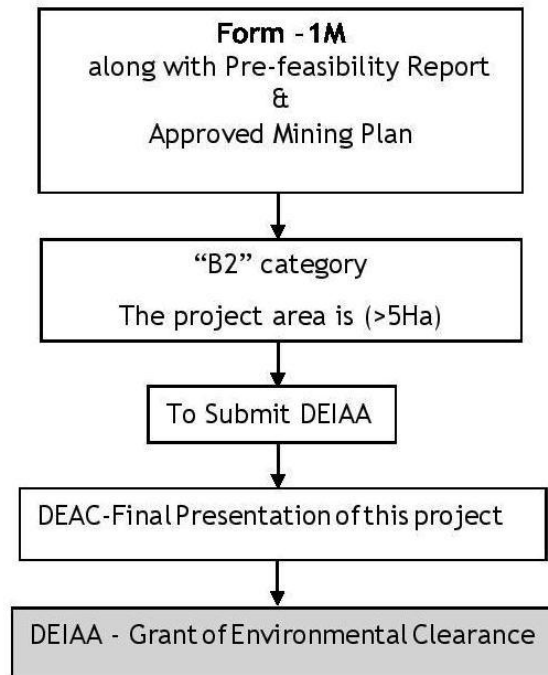 Form - 1M
along with Pre-feasibility Report
&
Approved Mining Plan
“B2” category
The project area is (>5Ha)
To Submit DEIAA
DEAC-Final Presentation of this project
DEIAA - Grant of Environmental Clearance